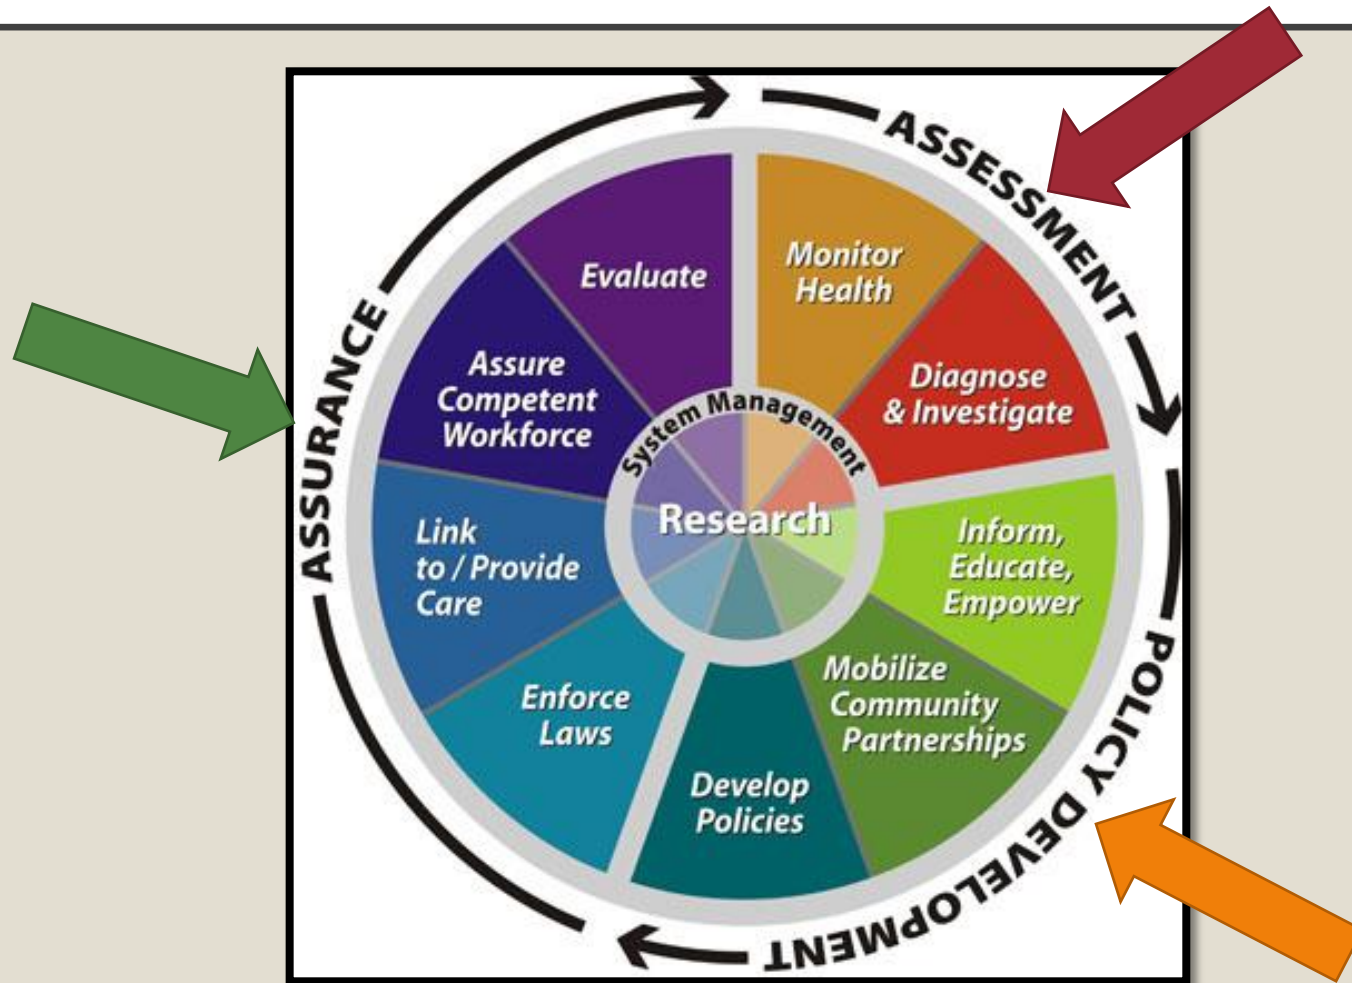 ASSESSMENT
Monitor
Health
Diagnose
& Investigate
Inform,
Educate,
Empower
POLICY DEVELOPMENT
Mobilize
Community
Partnerships
Develop
Policies
Enforce
Laws
ASSURANCE
Link
to / Provide
Care
Assure
Competent
Workforce
Evaluate
System Management
Research